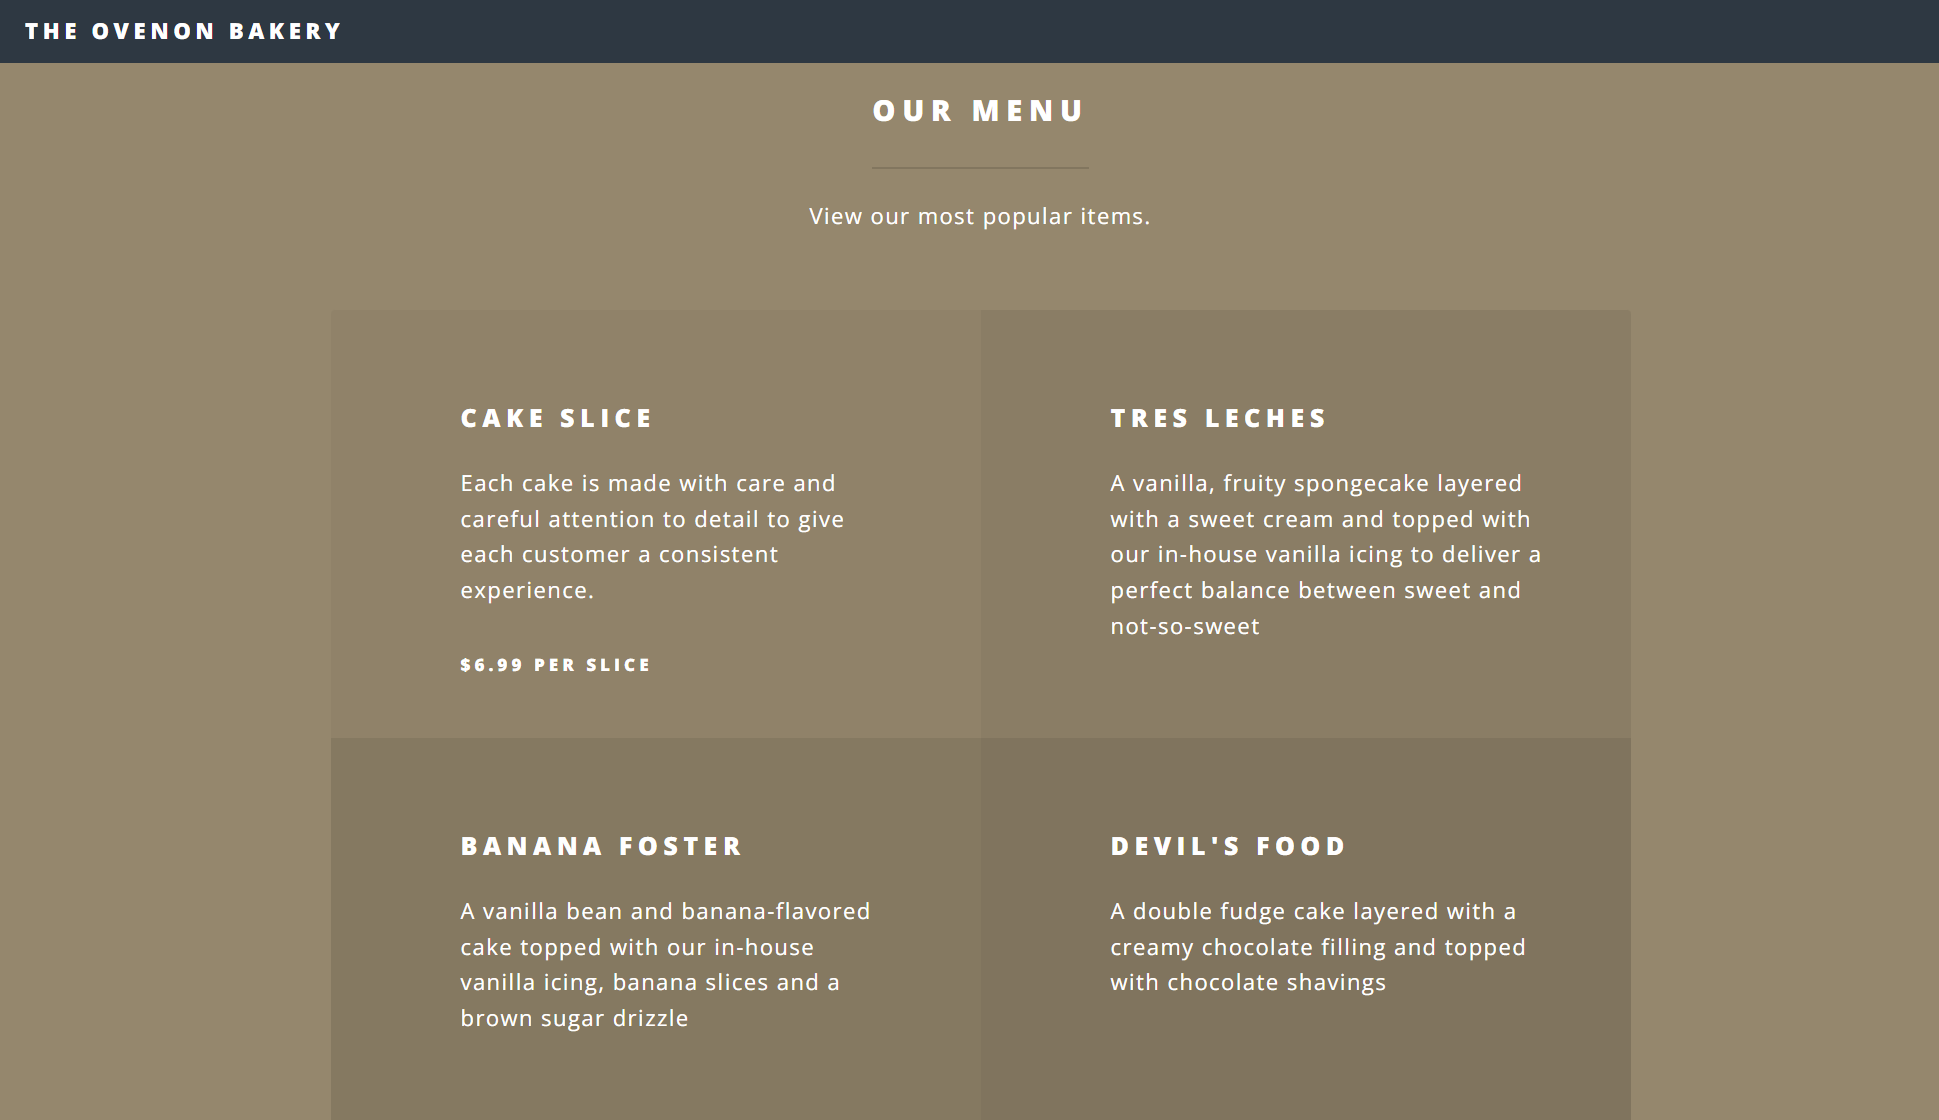 THE OVENON BAKERY
OUR MENU
View our most popular items.
CAKE SLICE
Each cake is made with care and
careful attention to detail to give
each customer a consistent
experience.
$6.99 PER SLICE
TRES LECHES
A vanilla, fruity spongecake layered
with a sweet cream and topped with
our in-house vanilla icing to deliver a
perfect balance between sweet and
not-so-sweet
BANANA FOSTER
A vanilla bean and banana-flavored
cake topped with our in-house
vanilla icing, banana slices and a
brown sugar drizzle
DEVIL'S FOOD
A double fudge cake layered with a
creamy chocolate filling and topped
with chocolate shavings